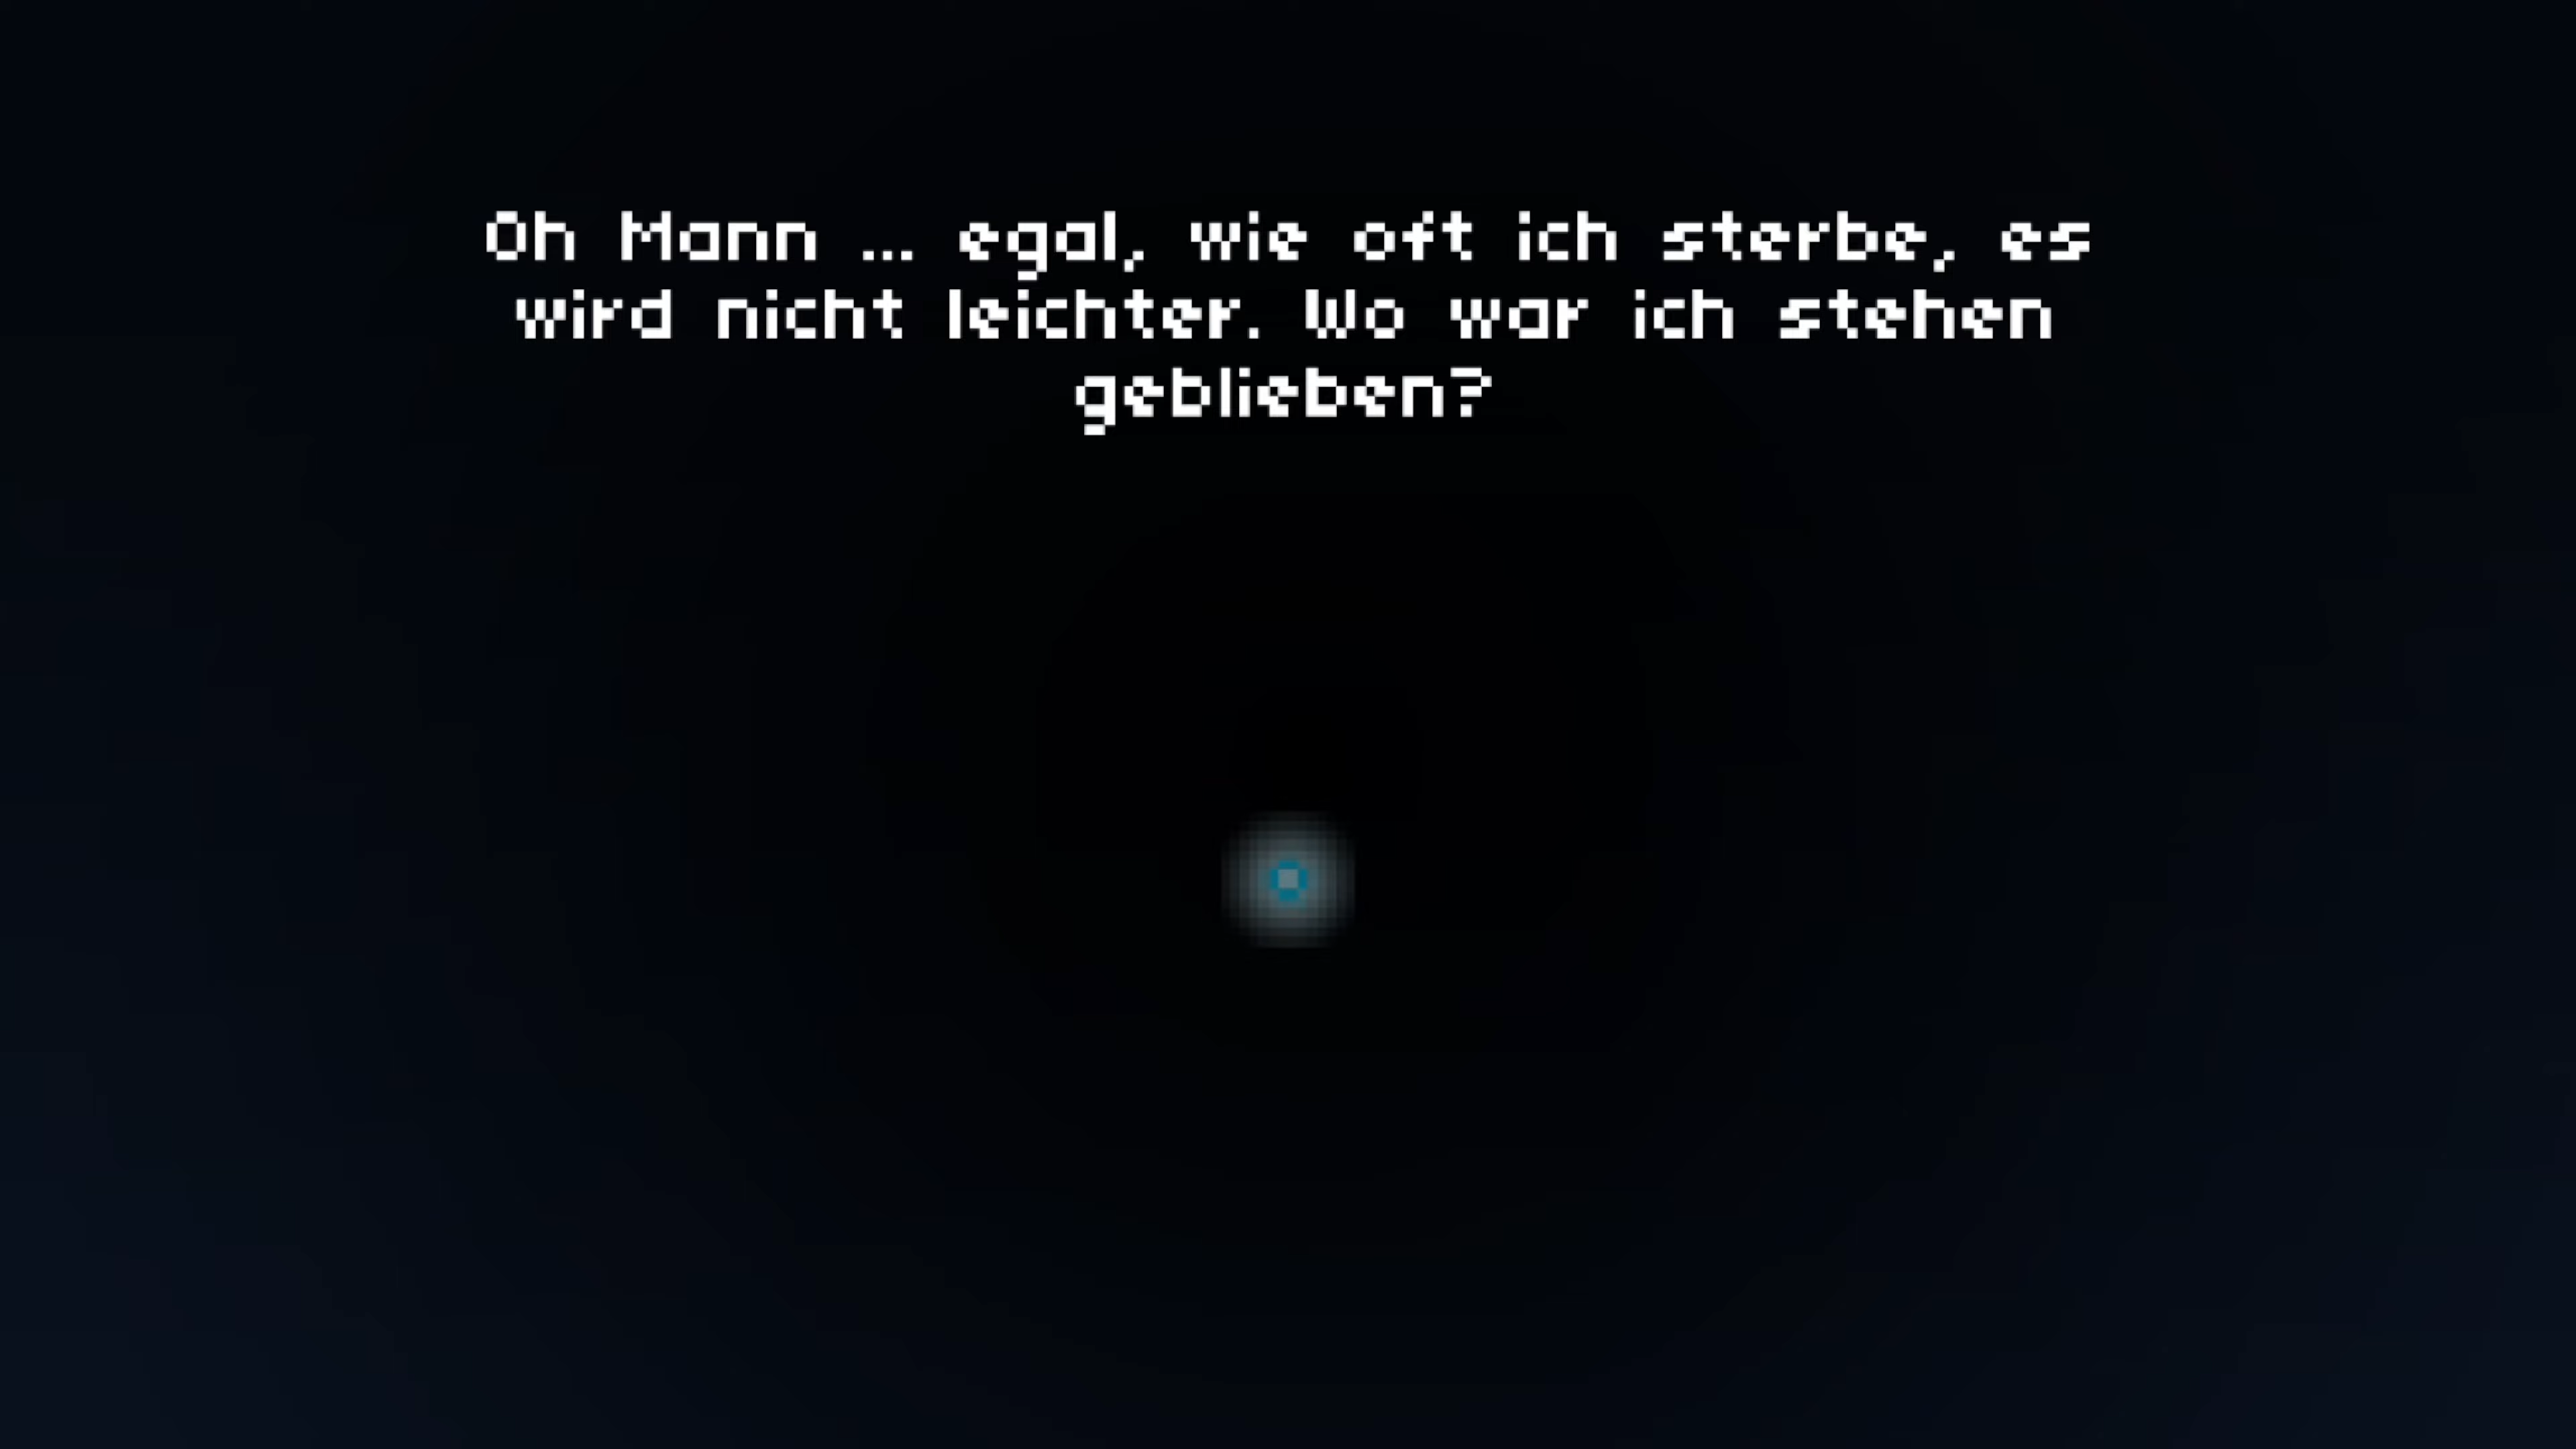 Oh Mann ... egal, wie oft ich sterbe, es
wird nicht leichter. Wo war ich stehen
geblieben?